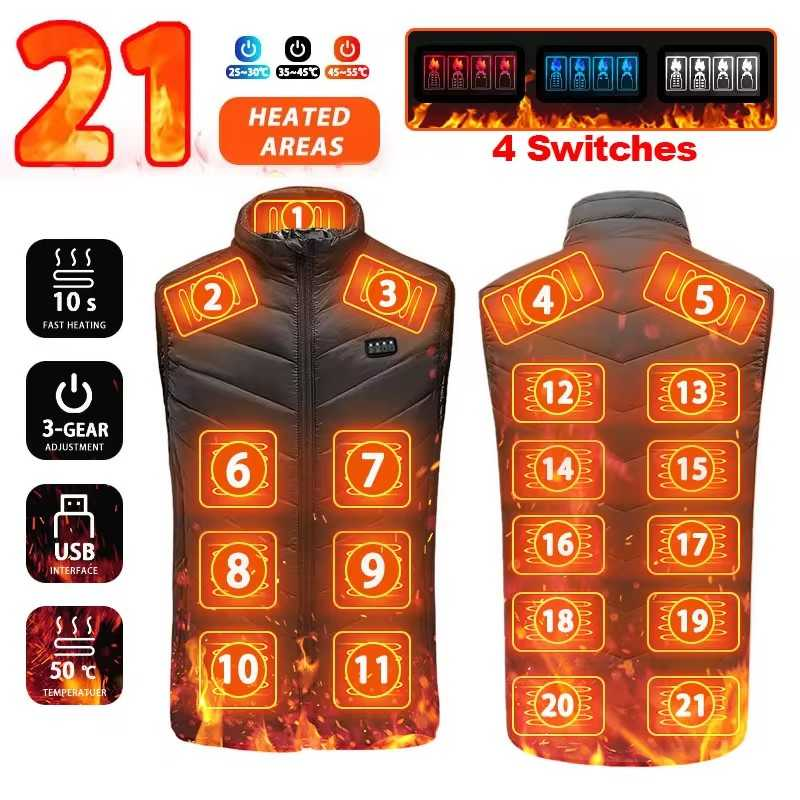 21
25~30℃
35~45℃
45~55℃
HEATED
AREAS
4 Switches
10 s
FAST HEATING
3-GEAR
ADJUSTMENT
USB
INTERFACE
50 ℃
TEMPERATUER
1
2
3
6
7
8
9
10
11
4
5
12
13
14
15
16
17
18
19
20
21